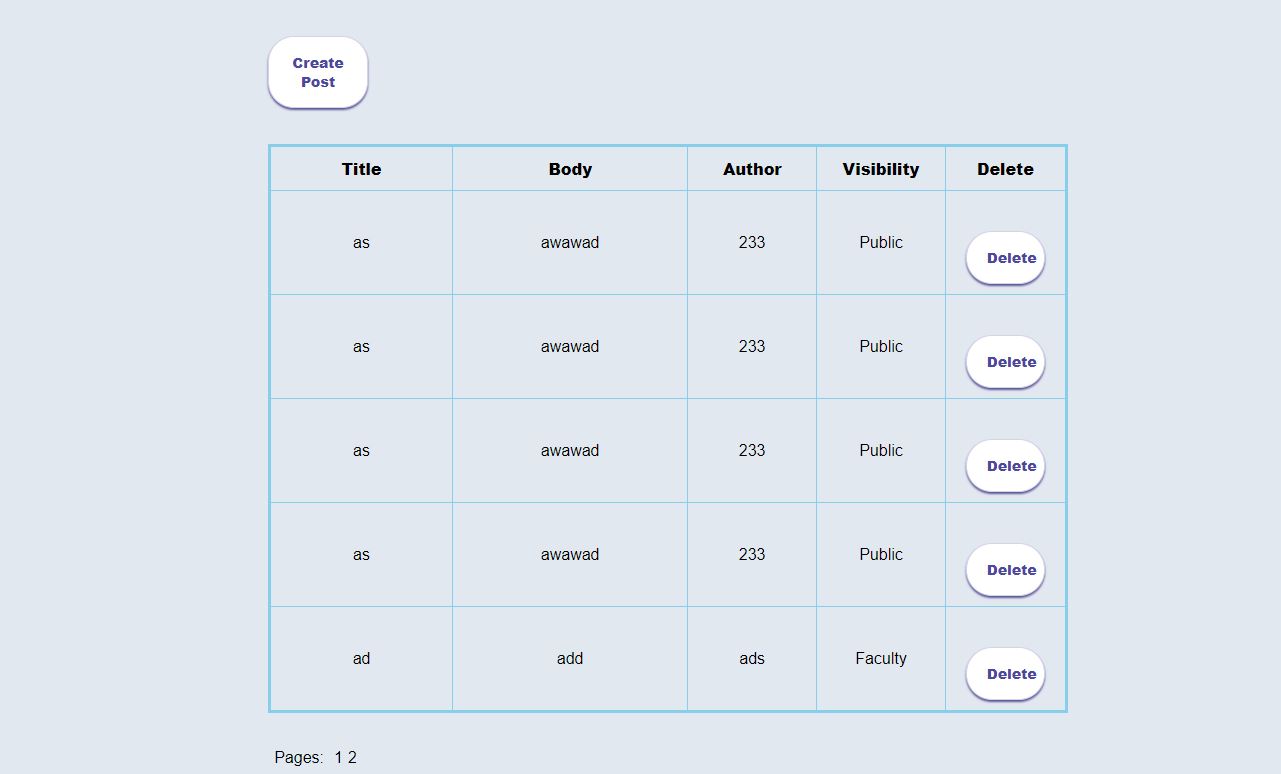 Create
Post
Title Body Author Visibility Delete
as awawad 233 Public Delete
as awawad 233 Public Delete
as awawad 233 Public Delete
as awawad 233 Public Delete
ad add ads Faculty Delete
Pages: 1 2